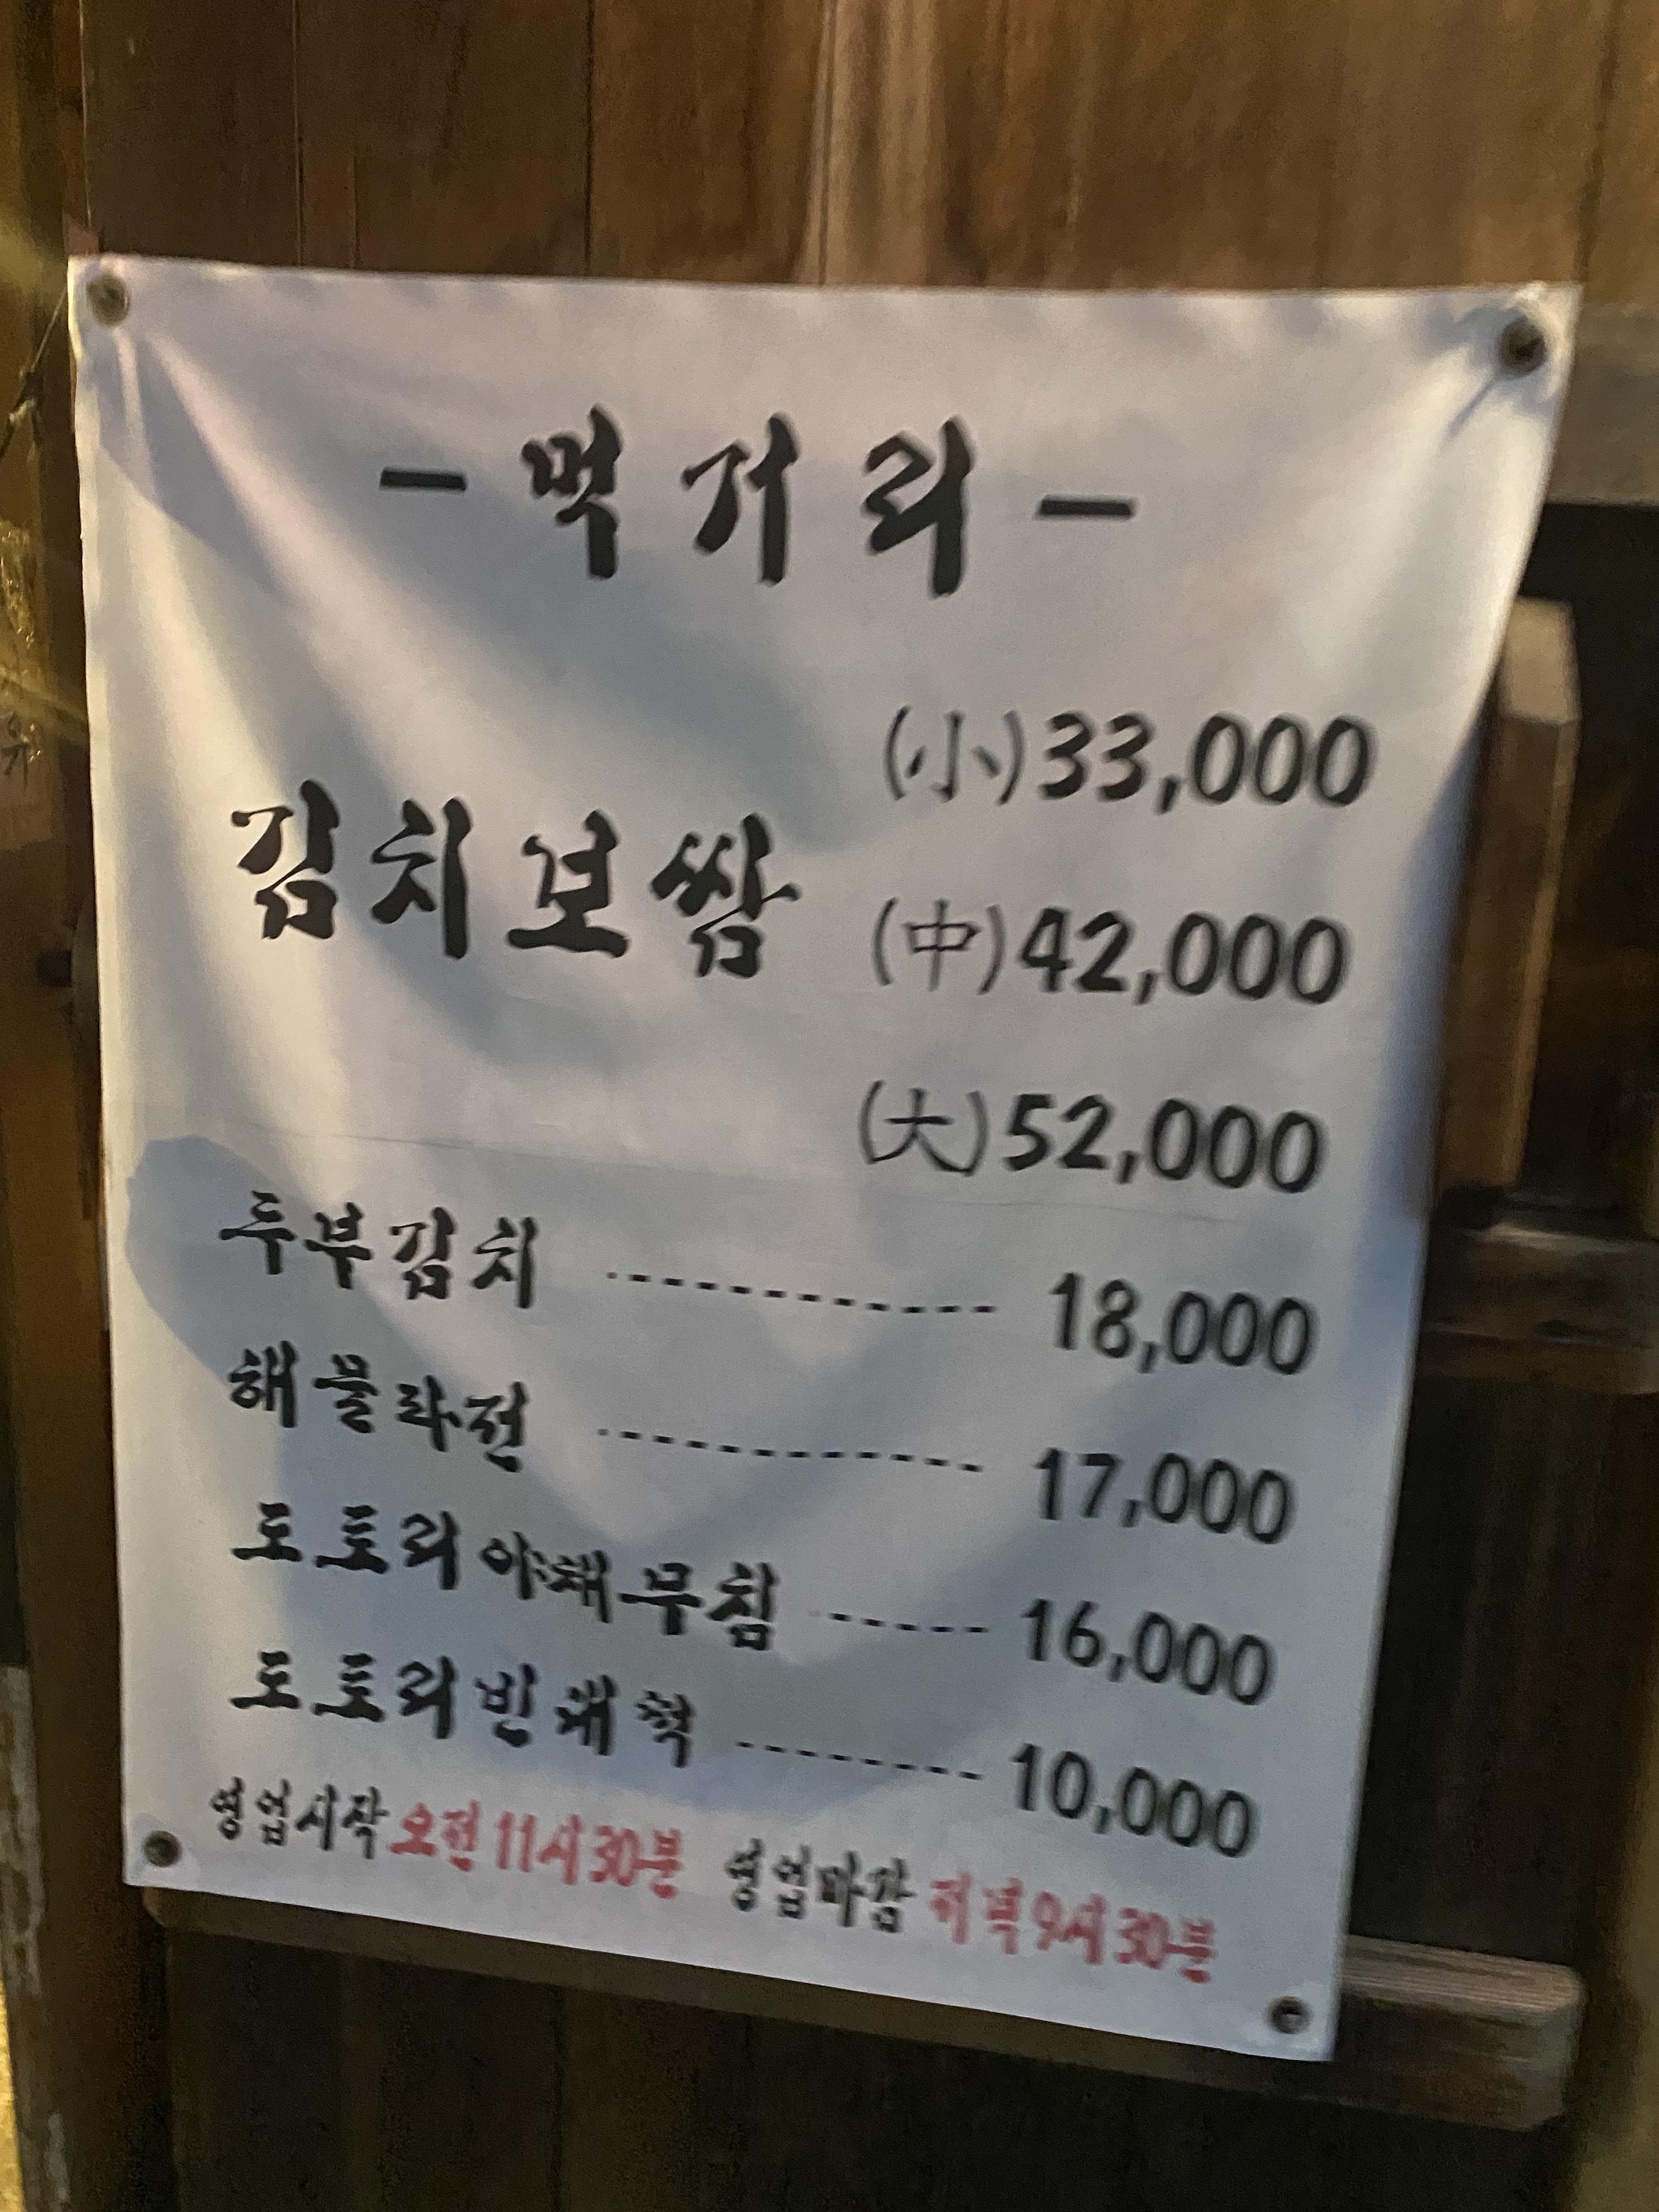 - 먹거리 -
(小)33,000
김치보쌈 (中)42,000
(大)52,000
두부김치 ------------ 18,000
해물파전 ------------ 17,000
도토리야채무침 ------ 16,000
도토리빈대떡 --------- 10,000
영업시작 오전 11시 30분 영업마감 저녁 9시 30분